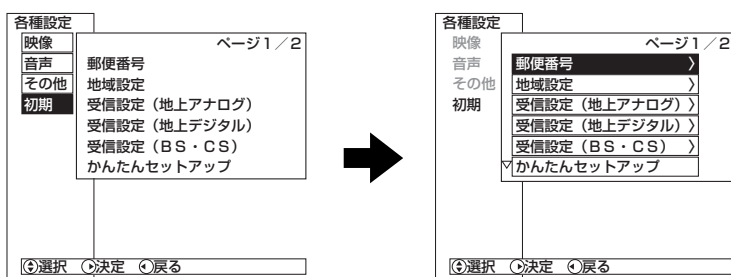 各種設定
映像
音声
その他
初期
ページ1／2
郵便番号
地域設定
受信設定（地上アナログ）
受信設定（地上デジタル）
受信設定（ＢＳ・ＣＳ）
かんたんセットアップ
選択 決定 戻る
各種設定
映像
音声
その他
初期
ページ1／2
郵便番号 〉
地域設定 〉
受信設定（地上アナログ）〉
受信設定（地上デジタル）〉
受信設定（ＢＳ・ＣＳ） 〉
かんたんセットアップ
選択 決定 戻る